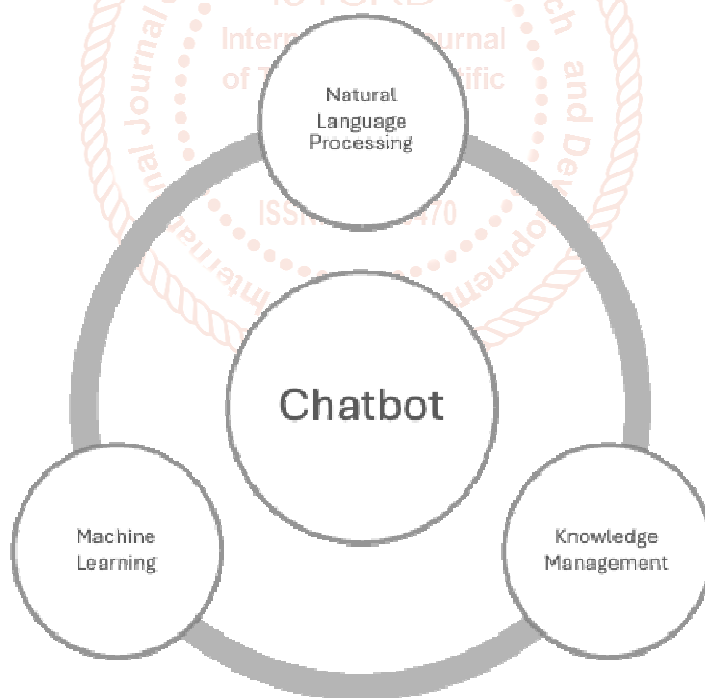 Natural
Language
Processing
Chatbot
Machine
Learning
Knowledge
Management